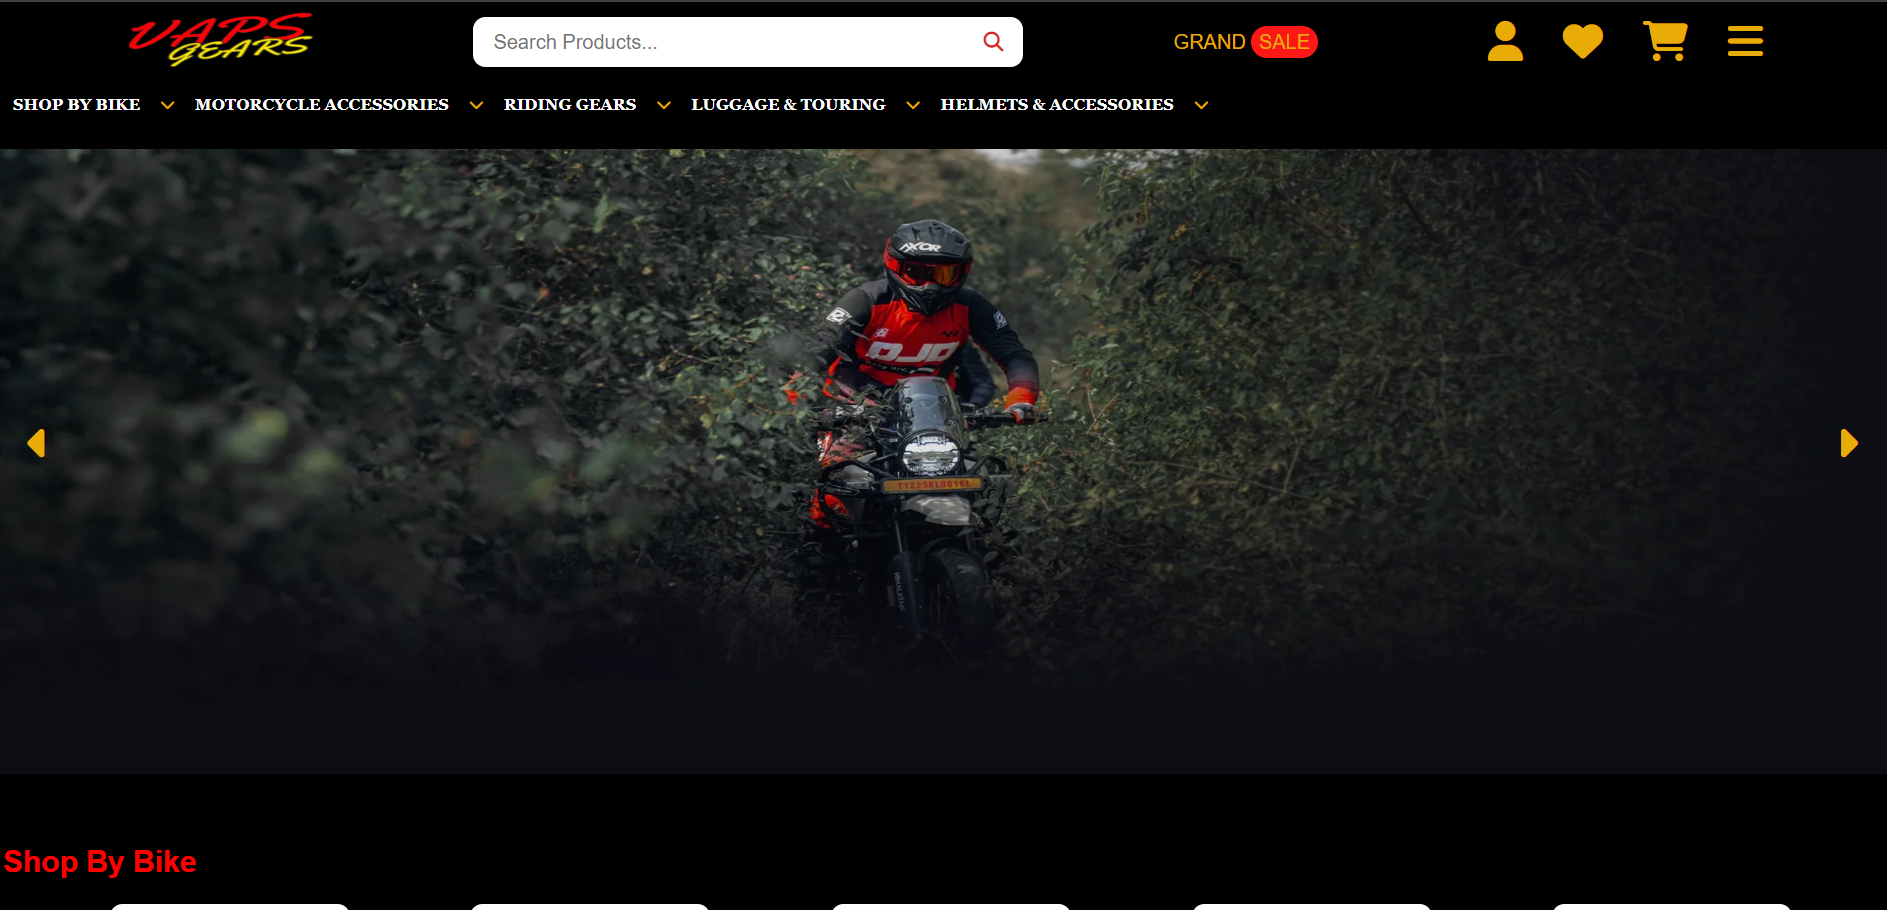 VAPS
GEARS
Search Products...
GRAND SALE
SHOP BY BIKE
MOTORCYCLE ACCESSORIES
RIDING GEARS
LUGGAGE & TOURING
HELMETS & ACCESSORIES
AXOR
HIMALAYAN
Shop By Bike